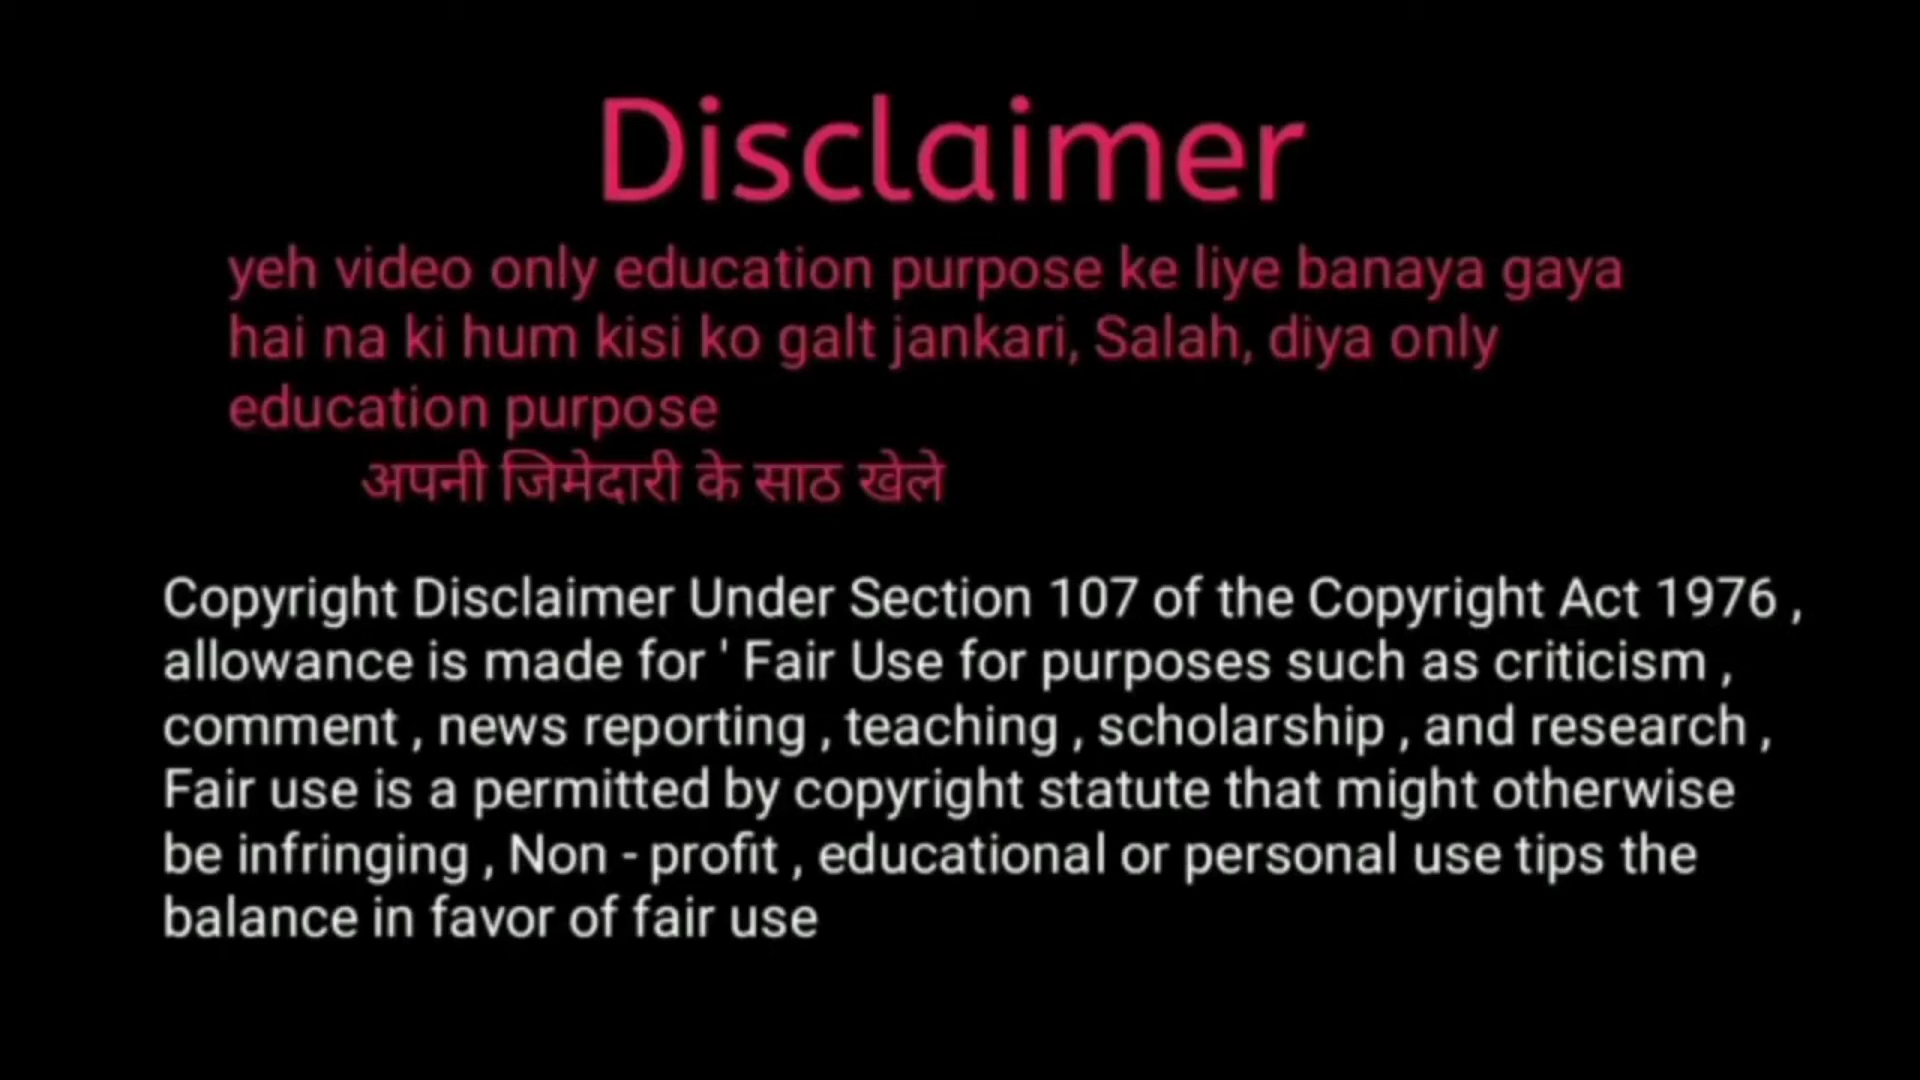 Disclaimer
yeh video only education purpose ke liye banaya gaya
hai na ki hum kisi ko galt jankari, Salah, diya only
education purpose
अपनी जिमेदारी के साठ खेले
Copyright Disclaimer Under Section 107 of the Copyright Act 1976 ,
allowance is made for ' Fair Use for purposes such as criticism ,
comment , news reporting , teaching , scholarship , and research ,
Fair use is a permitted by copyright statute that might otherwise
be infringing , Non - profit , educational or personal use tips the
balance in favor of fair use